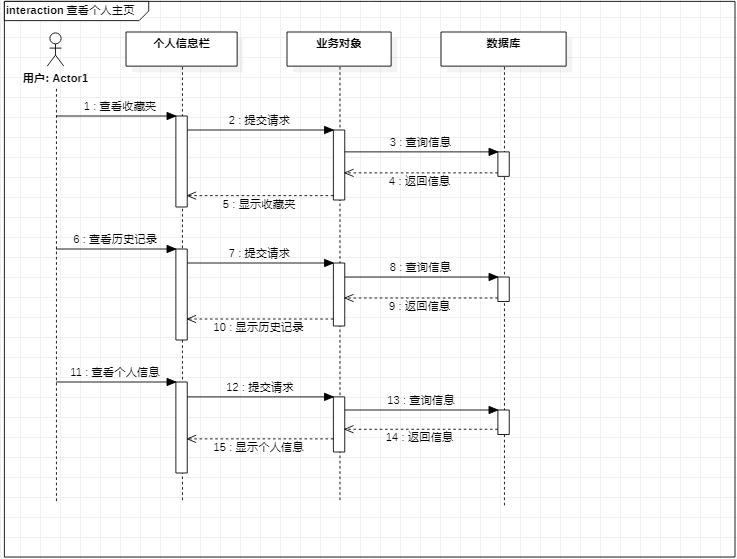 interaction 查看个人主页
个人信息栏
业务对象
数据库
用户: Actor1
1 : 查看收藏夹
2 : 提交请求
3 : 查询信息
4 : 返回信息
5 : 显示收藏夹
6 : 查看历史记录
7 : 提交请求
8 : 查询信息
9 : 返回信息
10 : 显示历史记录
11 : 查看个人信息
12 : 提交请求
13 : 查询信息
14 : 返回信息
15 : 显示个人信息